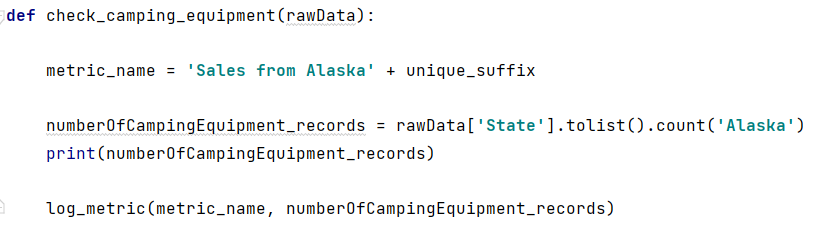 def check_camping_equipment(rawData):
metric_name = 'Sales from Alaska' + unique_suffix
numberOfCampingEquipment_records = rawData['State'].tolist().count('Alaska')
print(numberOfCampingEquipment_records)
log_metric(metric_name, numberOfCampingEquipment_records)